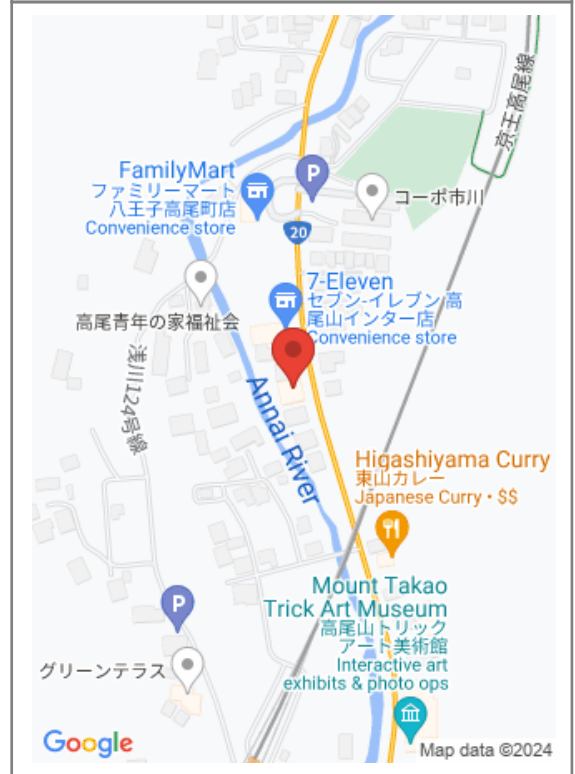 京王高尾線
FamilyMart
ファミリーマート
八王子高尾町店
Convenience store
P
コーポ市川
20
7-Eleven
セブン-イレブン 高
尾山インター店
Convenience store
高尾青年の家福祉会
浅川124号線
Annai River
Higashiyama Curry
東山カレー
Japanese Curry • $$
Mount Takao
Trick Art Museum
高尾山トリック
アート美術館
Interactive art
exhibits & photo ops
P
グリーンテラス
Google
Map data ©2024